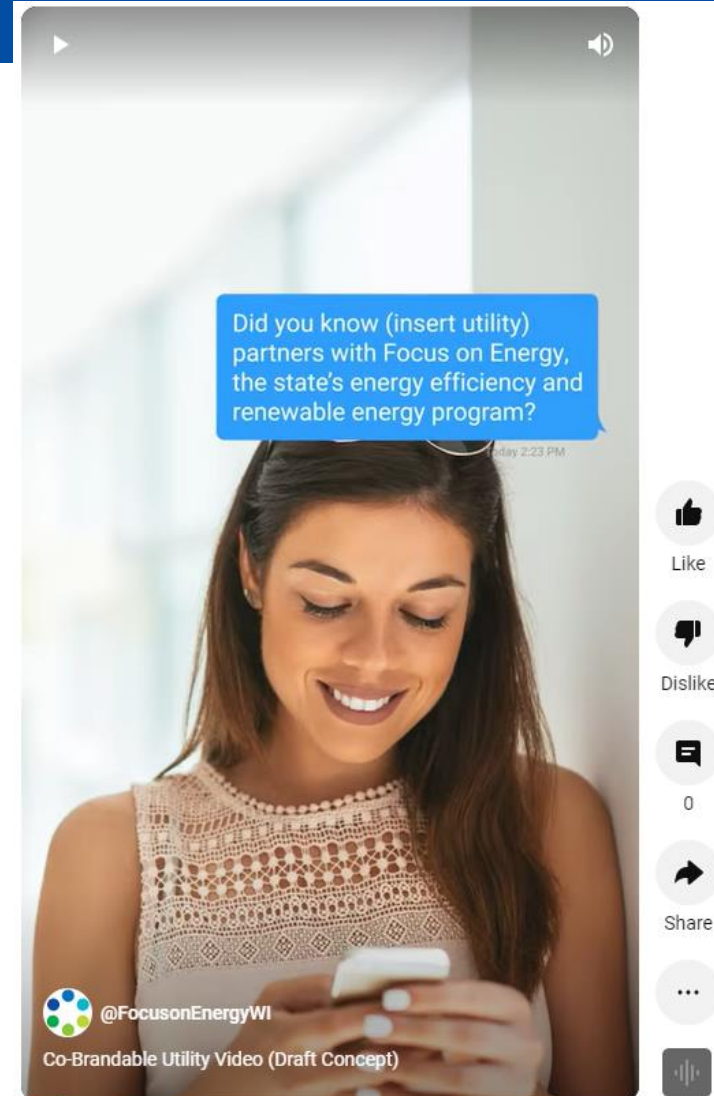 Did you know (insert utility)
partners with Focus on Energy,
the state's energy efficiency and
renewable energy program?
2:23 PM
Like
Dislike
0
Share
@FocusonEnergyWI
Co-Brandable Utility Video (Draft Concept)